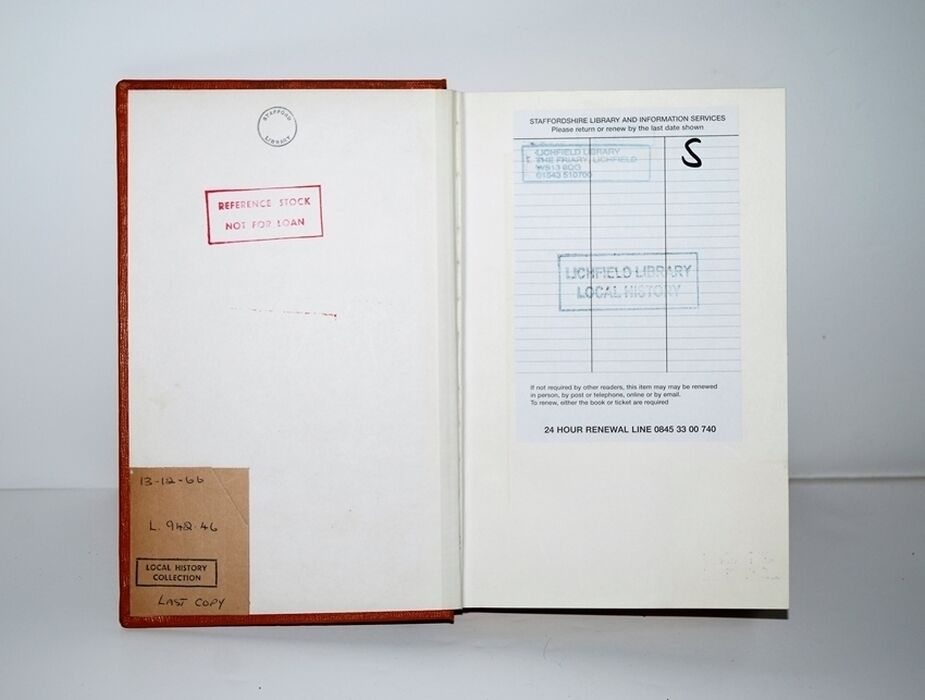 STAFFORD
LIBRARY
REFERENCE STOCK
NOT FOR LOAN
13-12-66
L. 942.46
LOCAL HISTORY
COLLECTION
LAST COPY
STAFFORDSHIRE LIBRARY AND INFORMATION SERVICES
Please return or renew by the last date shown
S
LICHFIELD LIBRARY
THE FRIARY, LICHFIELD
WS13 6QG
01543 510700
LICHFIELD LIBRARY
LOCAL HISTORY
If not required by other readers, this item may may be renewed
in person, by post or telephone, online or by email.
To renew, either the book or ticket are required
24 HOUR RENEWAL LINE 0845 33 00 740